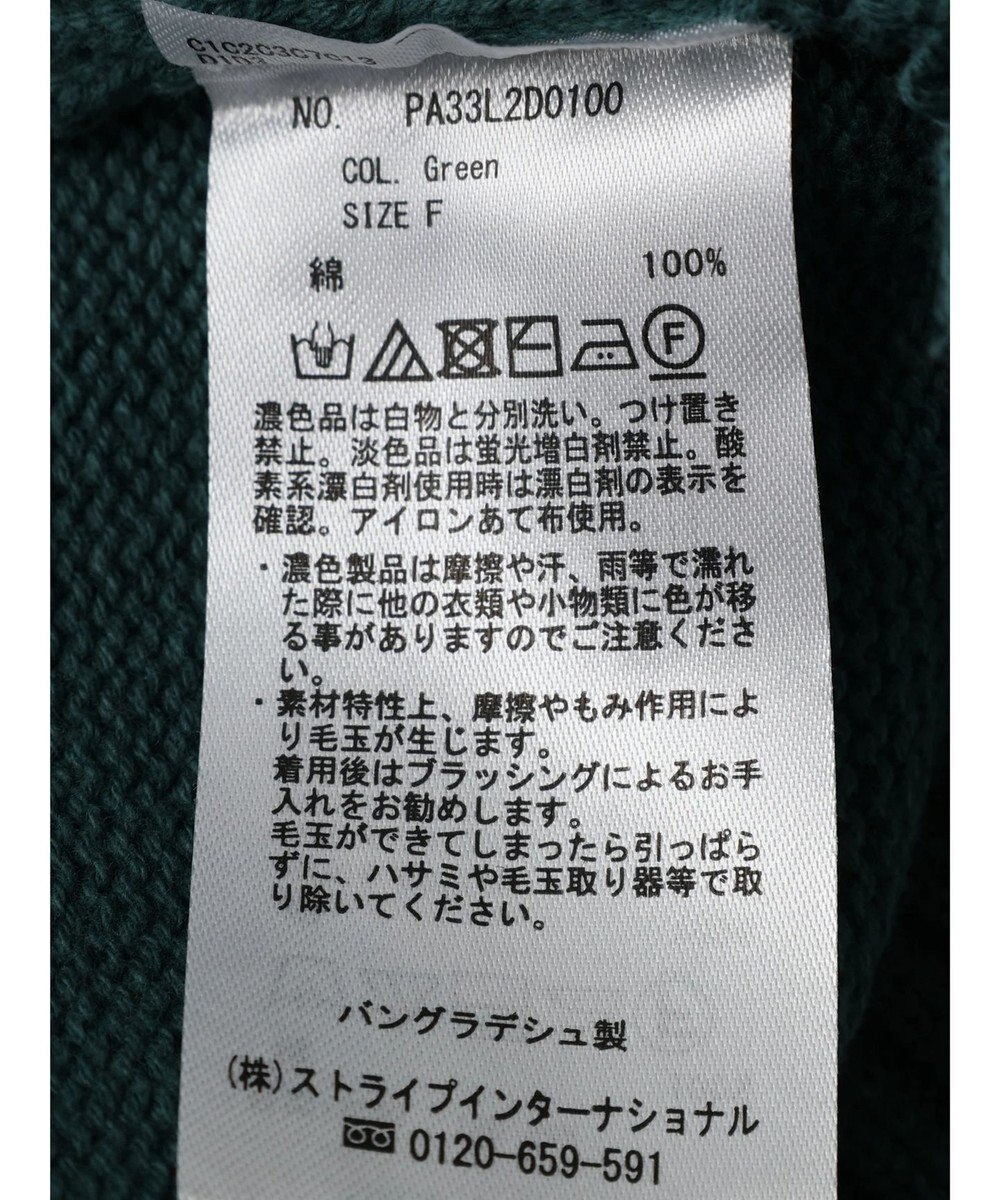 C1C2C3C7C13
NO. PA33L2D0100
COL. Green
SIZE F
綿 100%
F
濃色品は白物と分別洗い。つけ置き
禁止。淡色品は蛍光増白剤禁止。酸
素系漂白剤使用時は漂白剤の表示を
確認。アイロンあて布使用。
・濃色製品は摩擦や汗、雨等で濡れ
た際に他の衣類や小物類に色が移
る事がありますのでご注意くださ
い。
・素材特性上、摩擦やもみ作用によ
り毛玉が生じます。
着用後はブラッシングによるお手
入れをお勧めします。
毛玉ができてしまったら引っぱら
ずに、ハサミや毛玉取り器等で取
り除いてください。
バングラデシュ製
(株)ストライプインターナショナル
0120-659-591